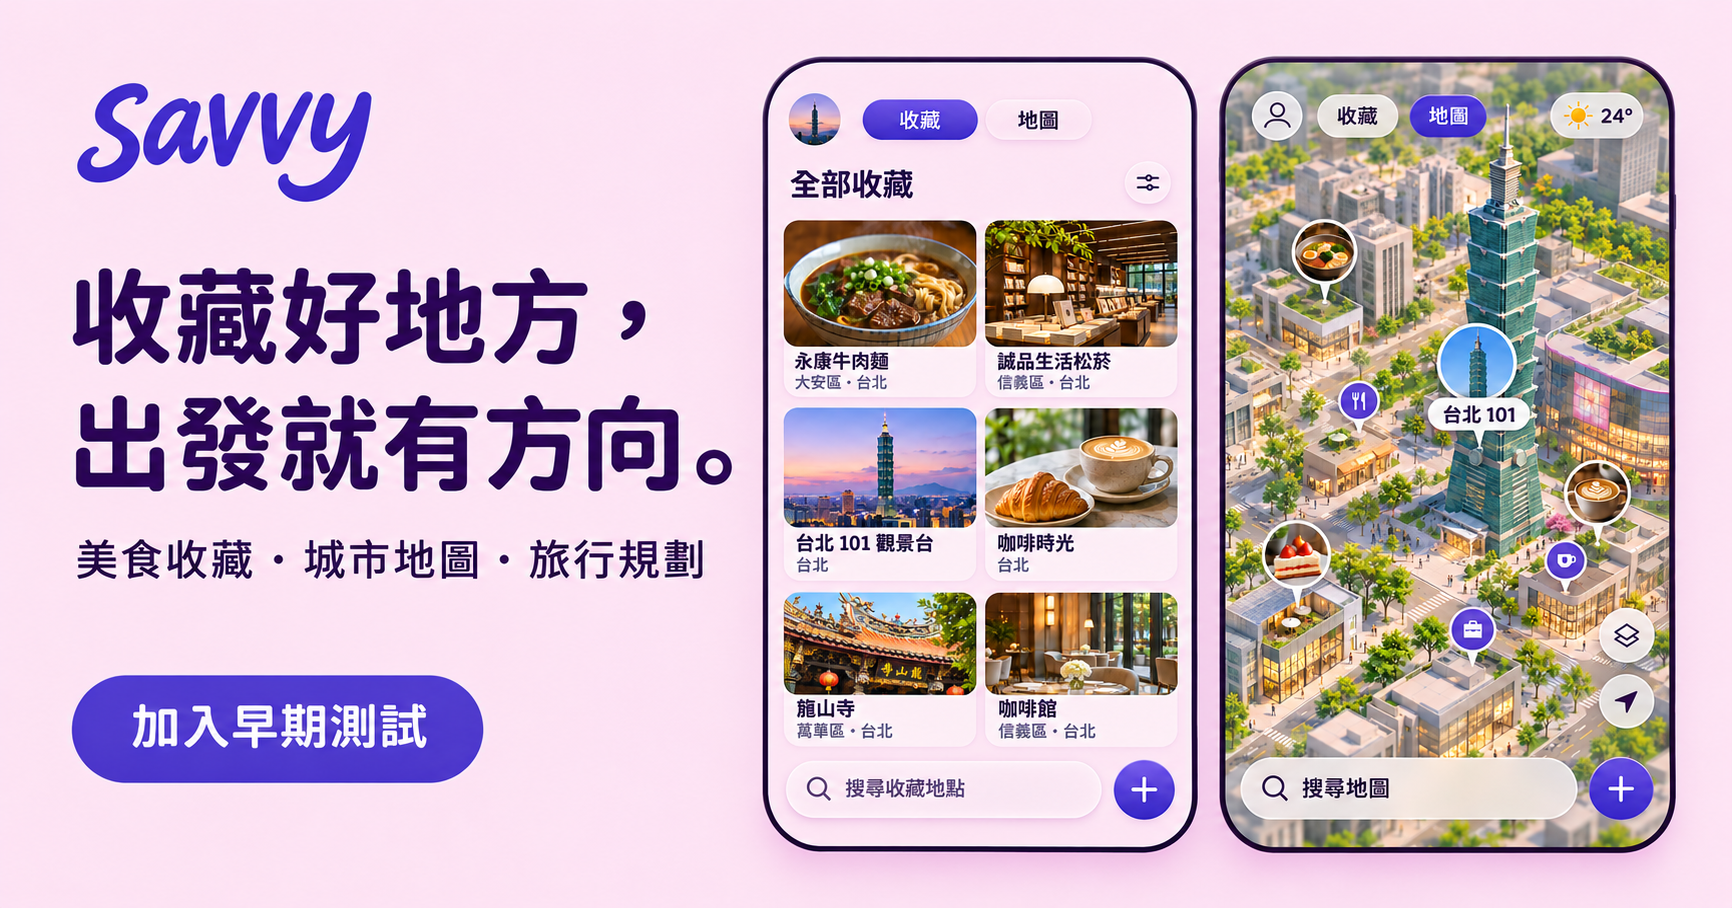 Savvy
收藏好地方，
出發就有方向。
美食收藏・城市地圖・旅行規劃
加入早期測試
收藏
地圖
全部收藏
永康牛肉麵
大安區・台北
誠品生活松菸
信義區・台北
台北 101 觀景台
台北
咖啡時光
台北
寺山龍
龍山寺
萬華區・台北
咖啡館
信義區・台北
搜尋收藏地點
收藏
地圖
24°
台北 101
搜尋地圖